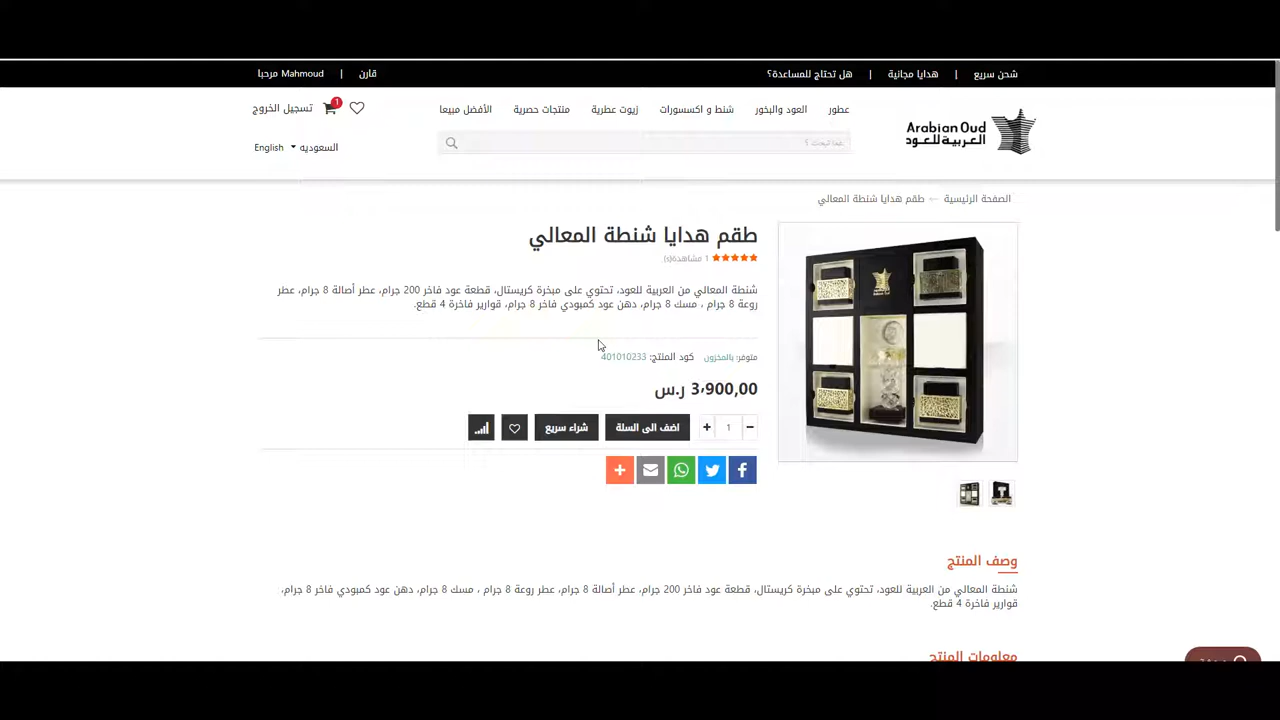 شحن سريع | هدايا مجانية | هل تحتاج للمساعدة؟
قارن | Mahmoud مرحبا
Arabian Oud
العربية للعود
عطور العود والبخور شنط و اكسسورات زيوت عطرية منتجات حصرية الأفضل مبيعا
1 تسجيل الخروج
عما تبحث ؟
السعوديه English
الصفحة الرئيسية ← طقم هدايا شنطة المعالي
طقم هدايا شنطة المعالي
1 مشاهدة(s)
شنطة المعالي من العربية للعود، تحتوي على مبخرة كريستال، قطعة عود فاخر 200 جرام، عطر أصالة 8 جرام، عطر
روعة 8 جرام ، مسك 8 جرام، دهن عود كمبودي فاخر 8 جرام، قوارير فاخرة 4 قطع.
متوفر: بالمخزون كود المنتج: 401010233
3٬900٫00 ر.س
- 1 + اضف الى السلة شراء سريع
وصف المنتج
شنطة المعالي من العربية للعود، تحتوي على مبخرة كريستال، قطعة عود فاخر 200 جرام، عطر أصالة 8 جرام، عطر روعة 8 جرام ، مسك 8 جرام، دهن عود كمبودي فاخر 8 جرام،
قوارير فاخرة 4 قطع.
معلومات المنتج